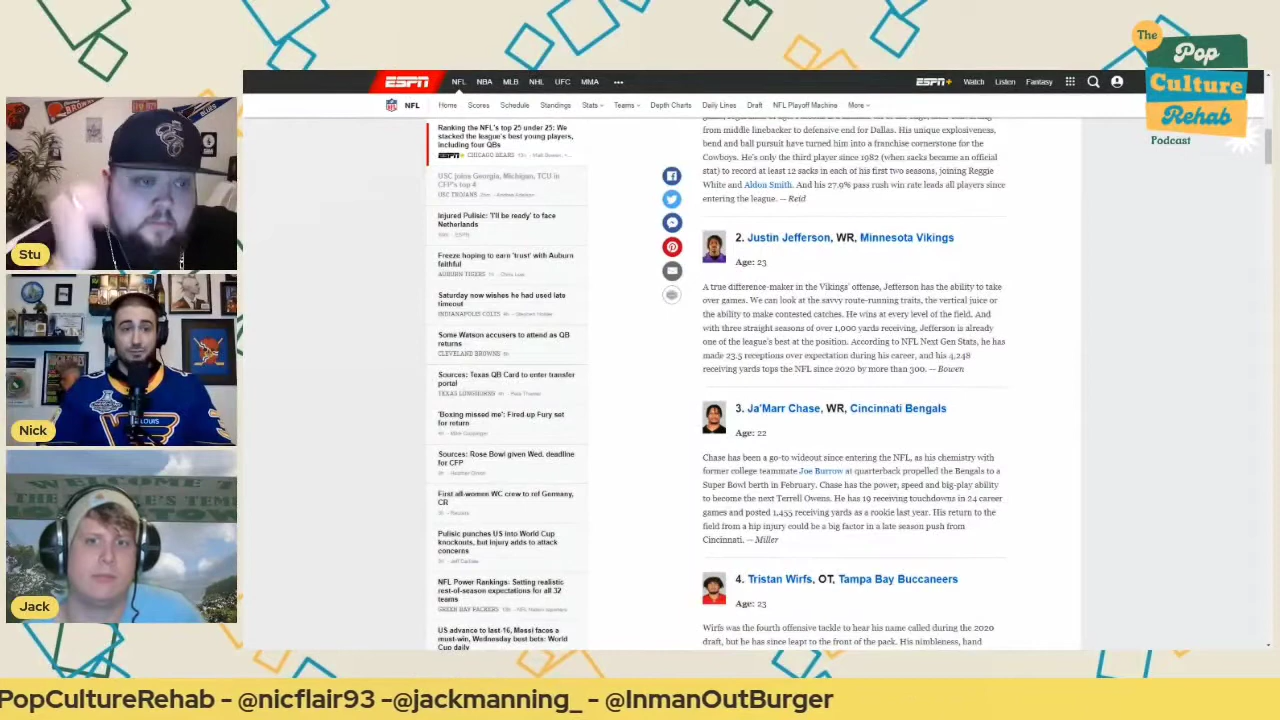 The
Pop
Culture
Rehab
Podcast
ESPN
NFL
NBA
MLB
NHL
UFC
MMA
•••
ESPN+
Watch
Listen
Fantasy
NFL
Home
Scores
Schedule
Standings
Stats
Teams
Depth Charts
Daily Lines
Draft
NFL Playoff Machine
More
BROWNS
Stu
LOUIS
Nick
Jack
Ranking the NFL's top 25 under 25: We
stacked the league's best young players,
including four QBs
ESPN+ CHICAGO BEARS
USC joins Georgia, Michigan, TCU in
CFP's top 4
USC TROJANS
Injured Pulisic: 'I'll be ready' to face
Netherlands
Freeze hoping to earn 'trust' with Auburn
faithful
AUBURN TIGERS
Saturday now wishes he had used late
timeout
INDIANAPOLIS COLTS
Some Watson accusers to attend as QB
returns
CLEVELAND BROWNS
Sources: Texas QB Card to enter transfer
portal
TEXAS LONGHORNS
'Boxing missed me': Fired up Fury set
for return
Sources: Rose Bowl given Wed. deadline
for CFP
First all-women WC crew to ref Germany,
CR
Pulisic punches US into World Cup
knockouts, but injury adds to attack
concerns
NFL Power Rankings: Setting realistic
rest-of-season expectations for all 32
teams
GREEN BAY PACKERS
US advance to last-16, Messi faces a
must-win, Wednesday best bets: World
Cup daily
from middle linebacker to defensive end for Dallas. His unique explosiveness,
bend and ball pursuit have turned him into a franchise cornerstone for the
Cowboys. He's only the third player since 1982 (when sacks became an official
stat) to record at least 12 sacks in each of his first two seasons, joining Reggie
White and Aldon Smith. And his 27.9% pass rush win rate leads all players since
entering the league. — Reid
2. Justin Jefferson, WR, Minnesota Vikings
Age: 23
A true difference-maker in the Vikings' offense, Jefferson has the ability to take
over games. We can look at the savvy route-running traits, the vertical juice or
the ability to make contested catches. He wins at every level of the field. And
with three straight seasons of over 1,000 yards receiving, Jefferson is already
one of the league's best at the position. According to NFL Next Gen Stats, he has
made 23.5 receptions over expectation during his career, and his 4,248
receiving yards tops the NFL since 2020 by more than 300. — Bowen
3. Ja'Marr Chase, WR, Cincinnati Bengals
Age: 22
Chase has been a go-to wideout since entering the NFL, as his chemistry with
former college teammate Joe Burrow at quarterback propelled the Bengals to a
Super Bowl berth in February. Chase has the power, speed and big-play ability
to become the next Terrell Owens. He has 19 receiving touchdowns in 24 career
games and posted 1,455 receiving yards as a rookie last year. His return to the
field from a hip injury could be a big factor in a late season push from
Cincinnati. — Miller
4. Tristan Wirfs, OT, Tampa Bay Buccaneers
Age: 23
Wirfs was the fourth offensive tackle to hear his name called during the 2020
draft, but he has since leapt to the front of the pack. His nimbleness, hand
PopCultureRehab - @nicflair93 -@jackmanning_ - @InmanOutBurger